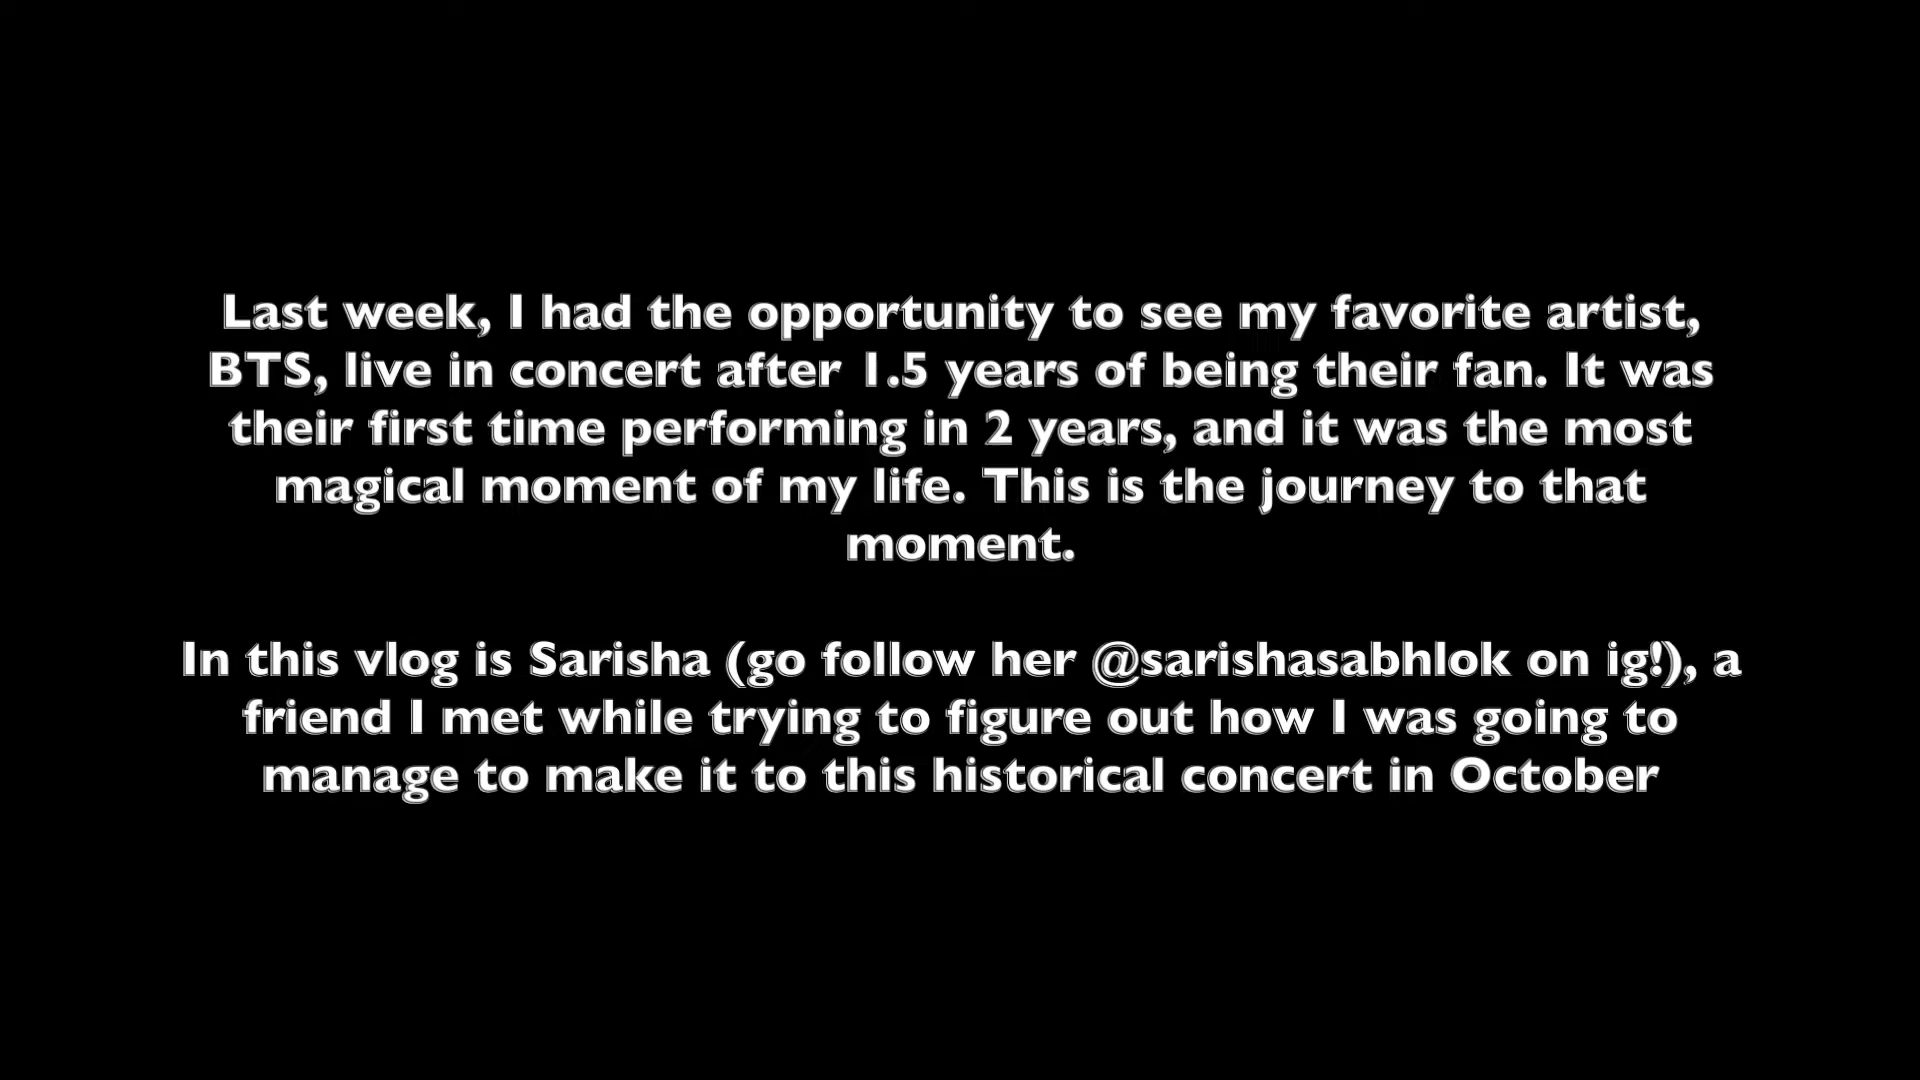 Last week, I had the opportunity to see my favorite artist,
BTS, live in concert after 1.5 years of being their fan. It was
their first time performing in 2 years, and it was the most
magical moment of my life. This is the journey to that
moment.
In this vlog is Sarisha (go follow her @sarishasabhlok on ig!), a
friend I met while trying to figure out how I was going to
manage to make it to this historical concert in October